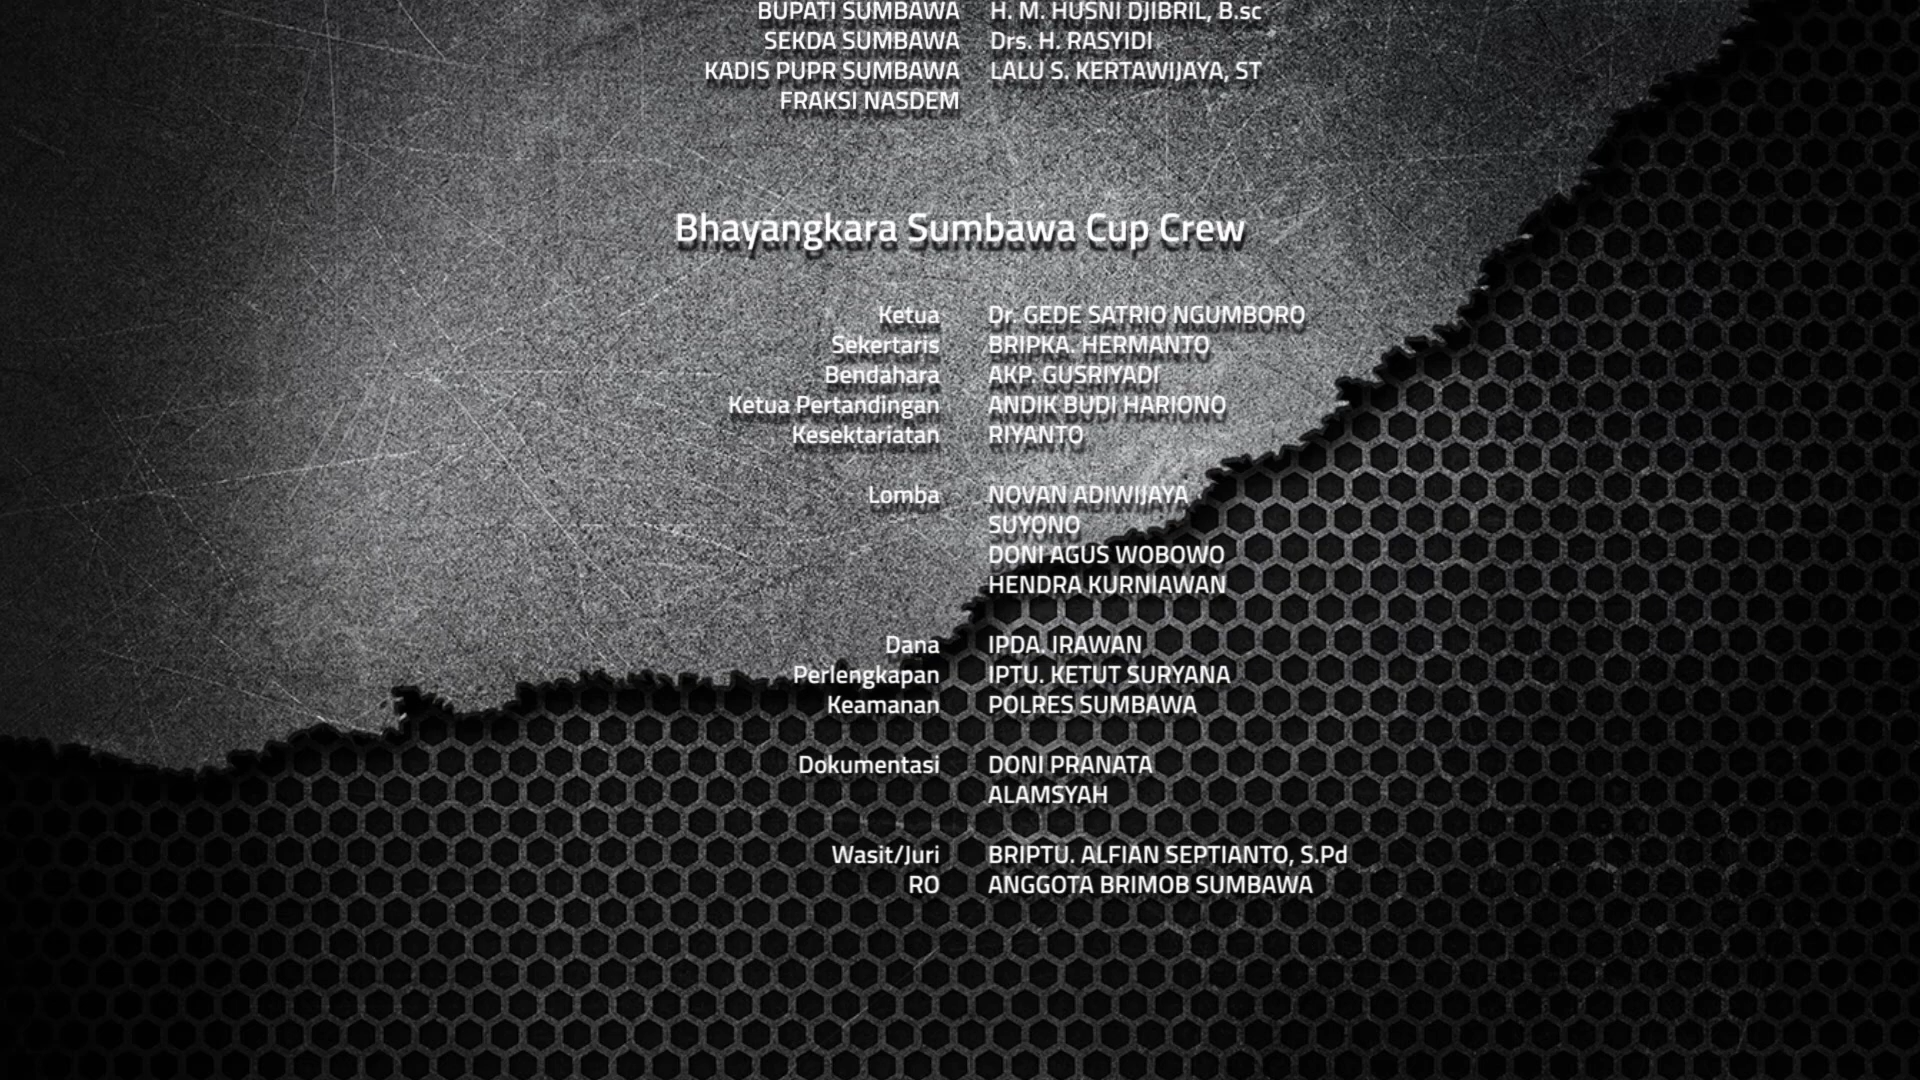 BUPATI SUMBAWA H. M. HUSNI DJIBRIL, B.sc
SEKDA SUMBAWA Drs. H. RASYIDI
KADIS PUPR SUMBAWA LALU S. KERTAWIJAYA, ST
FRAKSI NASDEM
Bhayangkara Sumbawa Cup Crew
Ketua Dr. GEDE SATRIO NGUMBORO
Sekertaris BRIPKA. HERMANTO
Bendahara AKP. GUSRIYADI
Ketua Pertandingan ANDIK BUDI HARIONO
Kesektariatan RIYANTO
Lomba NOVAN ADIWIJAYA
SUYONO
DONI AGUS WOBOWO
HENDRA KURNIAWAN
Dana IPDA. IRAWAN
Perlengkapan IPTU. KETUT SURYANA
Keamanan POLRES SUMBAWA
Dokumentasi DONI PRANATA
ALAMSYAH
Wasit/Juri BRIPTU. ALFIAN SEPTIANTO, S.Pd
RO ANGGOTA BRIMOB SUMBAWA